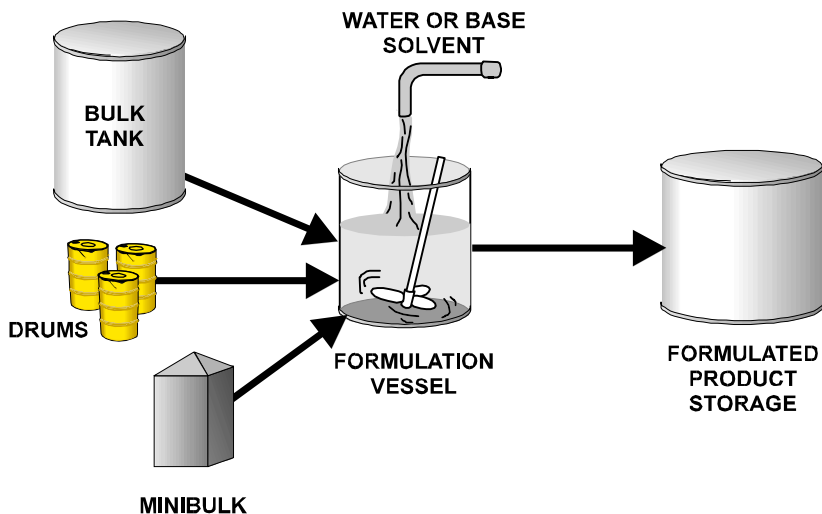 WATER OR BASE
SOLVENT
BULK
TANK
DRUMS
FORMULATION
VESSEL
FORMULATED
PRODUCT
STORAGE
MINIBULK